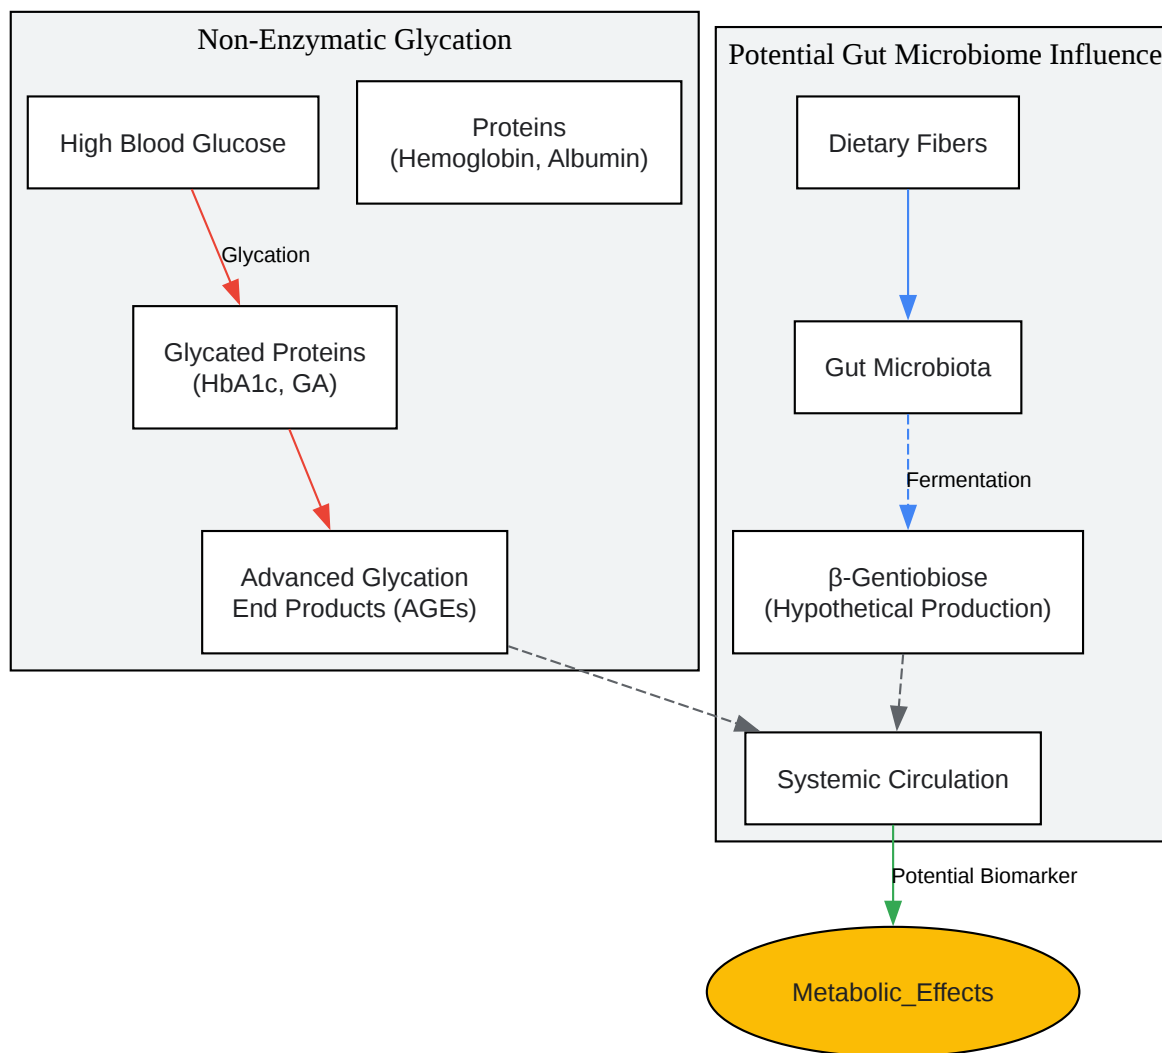 Non-Enzymatic Glycation
High Blood Glucose
Proteins
(Hemoglobin, Albumin)
Glycation
Glycated Proteins
(HbA1c, GA)
Advanced Glycation
End Products (AGEs)
Potential Gut Microbiome Influence
Dietary Fibers
Gut Microbiota
Fermentation
β-Gentiobiose
(Hypothetical Production)
Systemic Circulation
Potential Biomarker
Metabolic_Effects